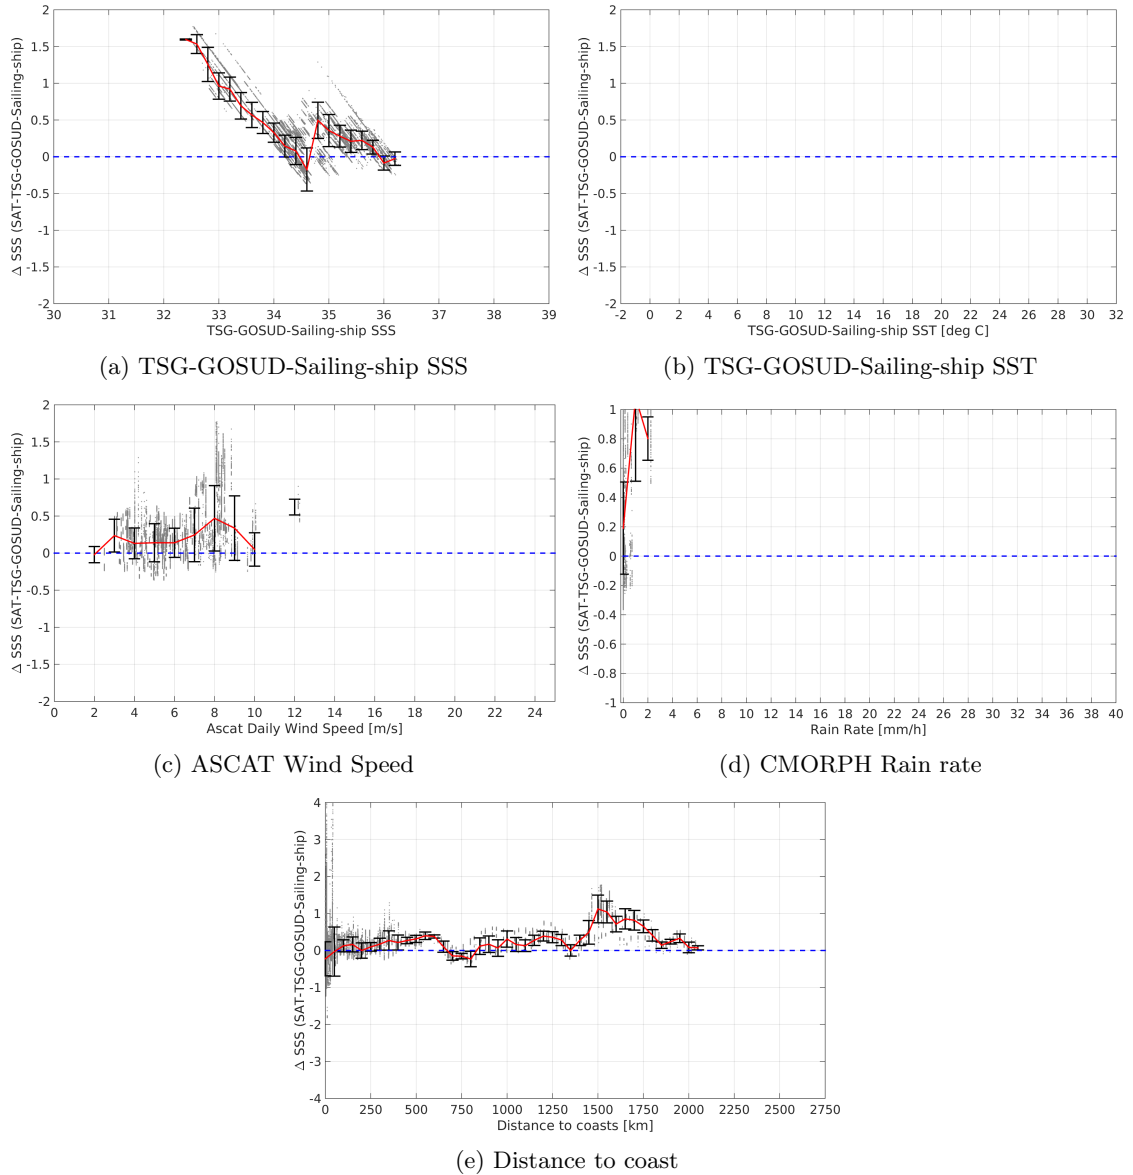 Δ SSS (SAT-TSG-GOSUD-Sailing-ship)
2
1.5
1
0.5
0
-0.5
-1
-1.5
-2
30 31 32 33 34 35 36 37 38 39
TSG-GOSUD-Sailing-ship SSS
(a) TSG-GOSUD-Sailing-ship SSS
Δ SSS (SAT-TSG-GOSUD-Sailing-ship)
2
1.5
1
0.5
0
-0.5
-1
-1.5
-2
-2 0 2 4 6 8 10 12 14 16 18 20 22 24 26 28 30 32
TSG-GOSUD-Sailing-ship SST [deg C]
(b) TSG-GOSUD-Sailing-ship SST
Δ SSS (SAT-TSG-GOSUD-Sailing-ship)
2
1.5
1
0.5
0
-0.5
-1
-1.5
-2
0 2 4 6 8 10 12 14 16 18 20 22 24
Ascat Daily Wind Speed [m/s]
(c) ASCAT Wind Speed
Δ SSS (SAT-TSG-GOSUD-Sailing-ship)
1
0.8
0.6
0.4
0.2
0
-0.2
-0.4
-0.6
-0.8
-1
0 2 4 6 8 10 12 14 16 18 20 22 24 26 28 30 32 34 36 38 40
Rain Rate [mm/h]
(d) CMORPH Rain rate
Δ SSS (SAT-TSG-GOSUD-Sailing-ship)
4
3
2
1
0
-1
-2
-3
-4
0 250 500 750 1000 1250 1500 1750 2000 2250 2500 2750
Distance to coasts [km]
(e) Distance to coast